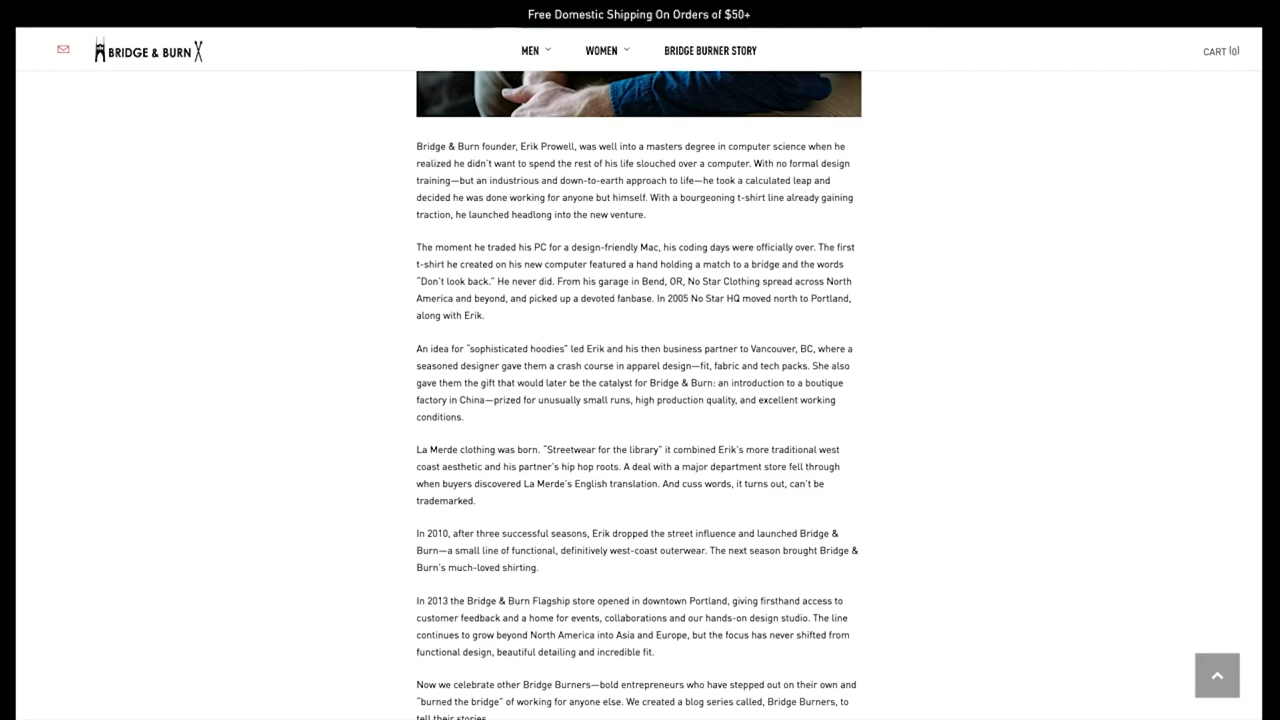 Free Domestic Shipping On Orders of $50+
BRIDGE & BURN
MEN
WOMEN
BRIDGE BURNER STORY
CART (0)
Bridge & Burn founder, Erik Prowell, was well into a masters degree in computer science when he
realized he didn't want to spend the rest of his life slouched over a computer. With no formal design
training—but an industrious and down-to-earth approach to life—he took a calculated leap and
decided he was done working for anyone but himself. With a bourgeoning t-shirt line already gaining
traction, he launched headlong into the new venture.
The moment he traded his PC for a design-friendly Mac, his coding days were officially over. The first
t-shirt he created on his new computer featured a hand holding a match to a bridge and the words
"Don't look back." He never did. From his garage in Bend, OR, No Star Clothing spread across North
America and beyond, and picked up a devoted fanbase. In 2005 No Star HQ moved north to Portland,
along with Erik.
An idea for "sophisticated hoodies" led Erik and his then business partner to Vancouver, BC, where a
seasoned designer gave them a crash course in apparel design—fit, fabric and tech packs. She also
gave them the gift that would later be the catalyst for Bridge & Burn: an introduction to a boutique
factory in China—prized for unusually small runs, high production quality, and excellent working
conditions.
La Merde clothing was born. "Streetwear for the library" it combined Erik's more traditional west
coast aesthetic and his partner's hip hop roots. A deal with a major department store fell through
when buyers discovered La Merde's English translation. And cuss words, it turns out, can't be
trademarked.
In 2010, after three successful seasons, Erik dropped the street influence and launched Bridge &
Burn—a small line of functional, definitively west-coast outerwear. The next season brought Bridge &
Burn's much-loved shirting.
In 2013 the Bridge & Burn Flagship store opened in downtown Portland, giving firsthand access to
customer feedback and a home for events, collaborations and our hands-on design studio. The line
continues to grow beyond North America into Asia and Europe, but the focus has never shifted from
functional design, beautiful detailing and incredible fit.
Now we celebrate other Bridge Burners—bold entrepreneurs who have stepped out on their own and
"burned the bridge" of working for anyone else. We created a blog series called, Bridge Burners, to
tell their stories.